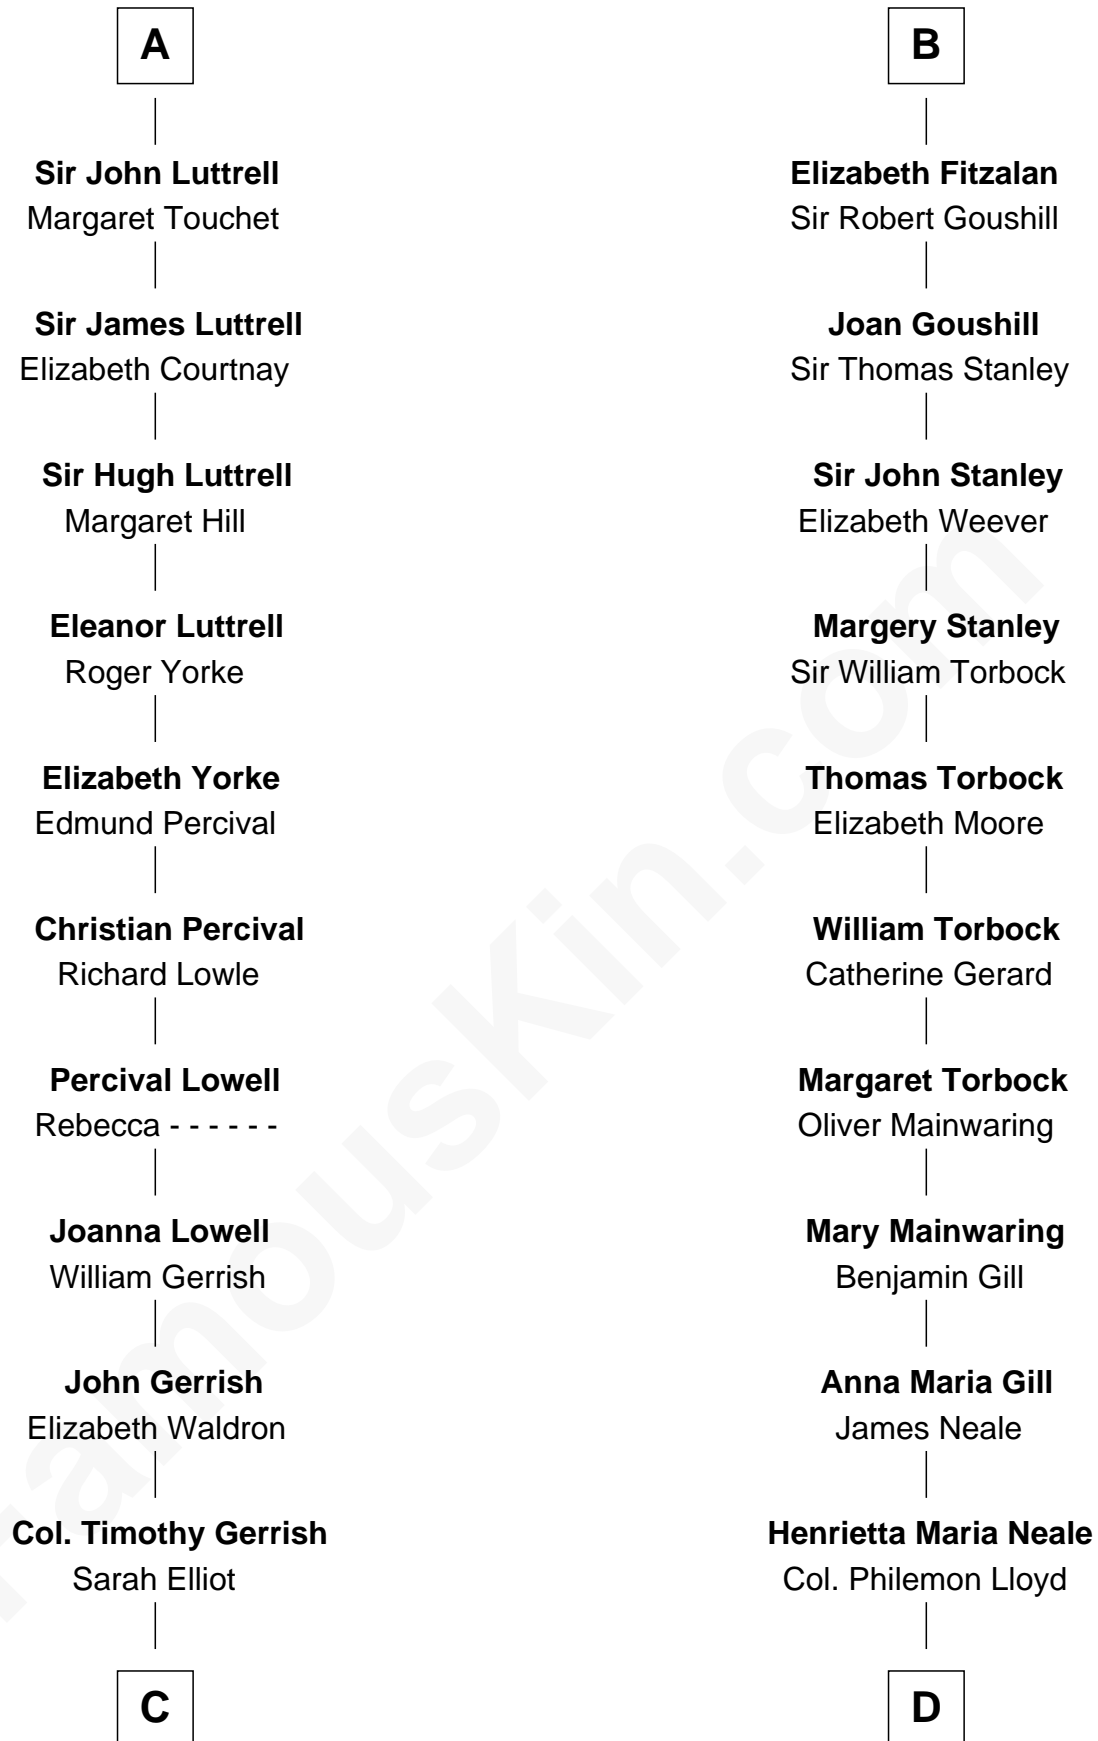 A
Sir John Luttrell
Margaret Touchet
Sir James Luttrell
Elizabeth Courtnay
Sir Hugh Luttrell
Margaret Hill
Eleanor Luttrell
Roger Yorke
Elizabeth Yorke
Edmund Percival
Christian Percival
Richard Lowle
Percival Lowell
Rebecca - - - - - -
Joanna Lowell
William Gerrish
John Gerrish
Elizabeth Waldron
Col. Timothy Gerrish
Sarah Elliot
C
B
Elizabeth Fitzalan
Sir Robert Goushill
Joan Goushill
Sir Thomas Stanley
Sir John Stanley
Elizabeth Weever
Margery Stanley
Sir William Torbock
Thomas Torbock
Elizabeth Moore
William Torbock
Catherine Gerard
Margaret Torbock
Oliver Mainwaring
Mary Mainwaring
Benjamin Gill
Anna Maria Gill
James Neale
Henrietta Maria Neale
Col. Philemon Lloyd
D
FamousKin.com